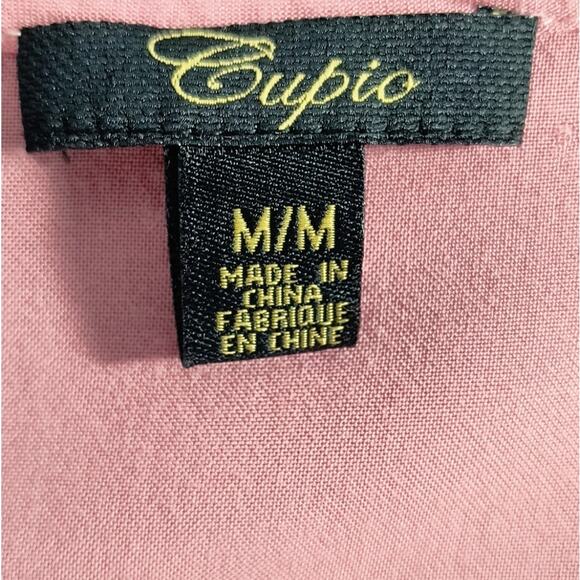 Cupio
M/M
MADE IN
CHINA
FABRIQUE
EN CHINE